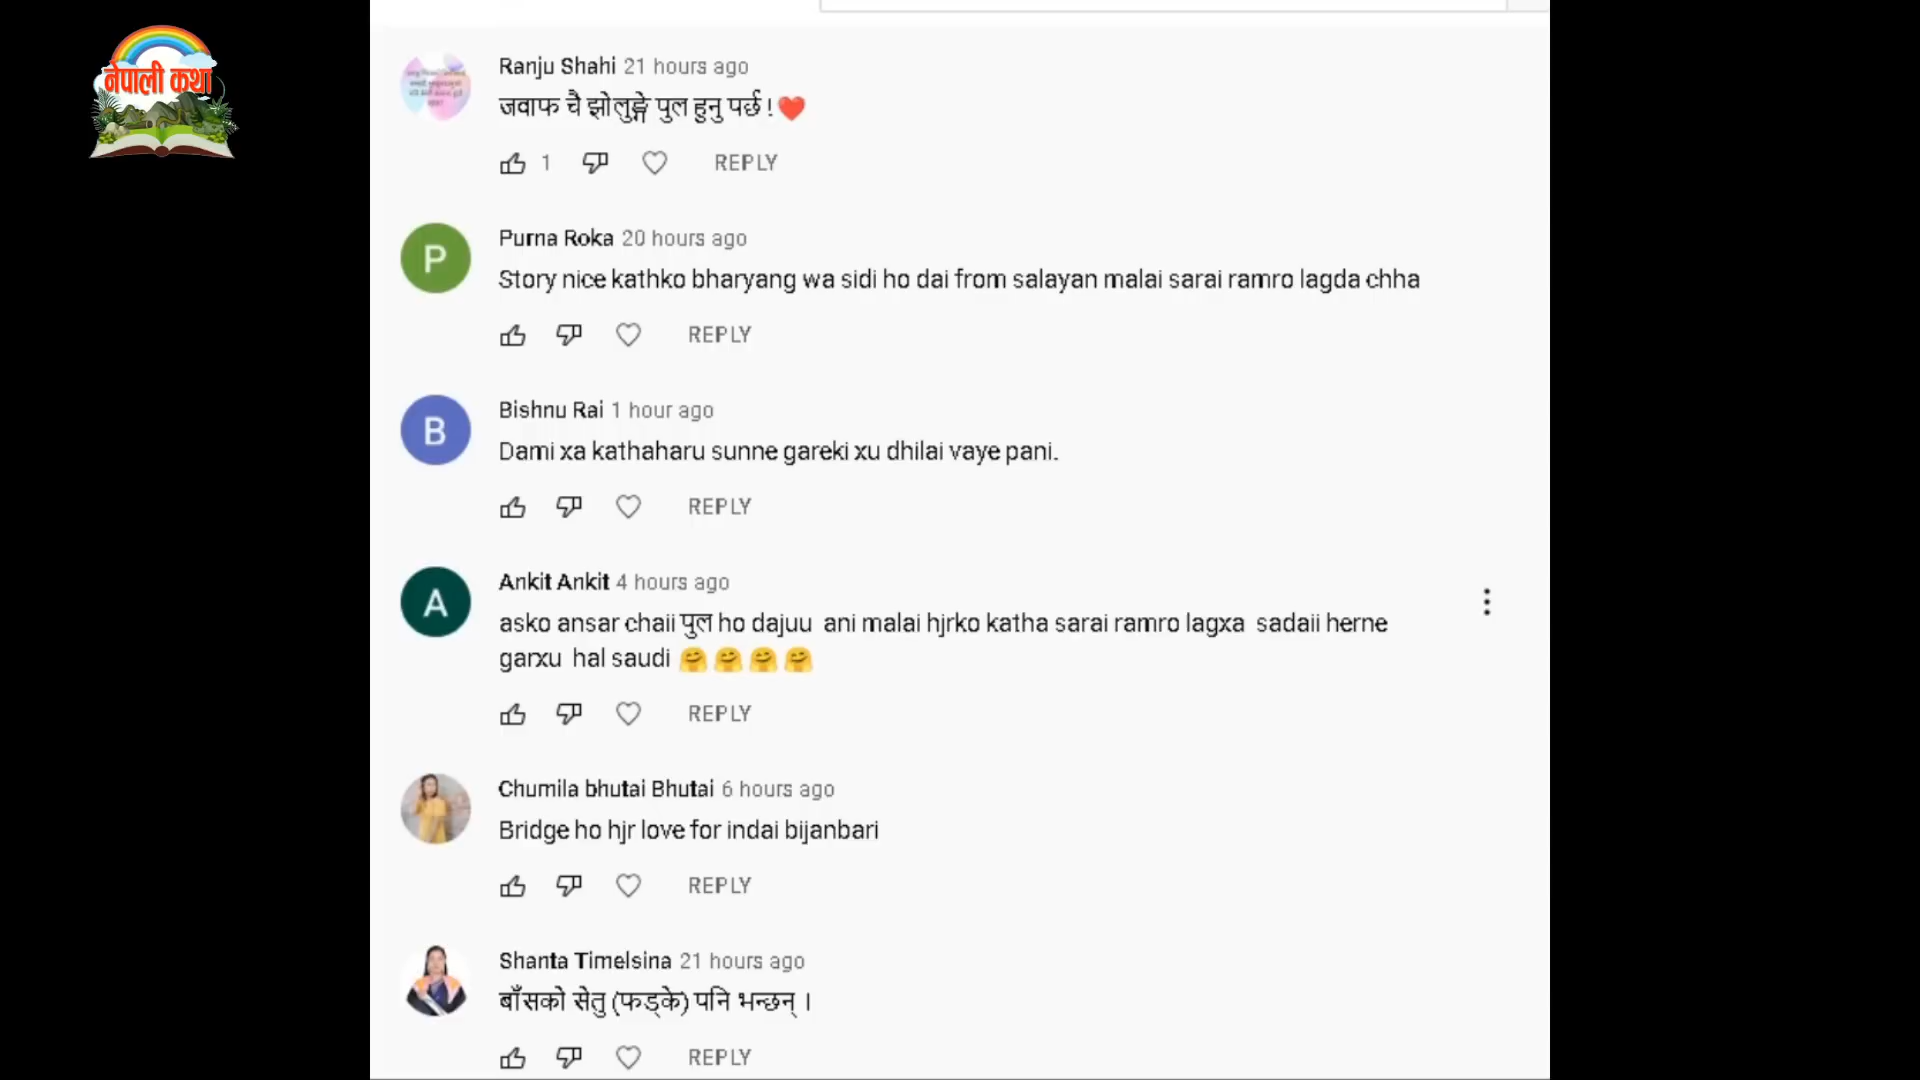 नेपाली कथा
Ranju Shahi 21 hours ago
जवाफ चै झोलुङ्गे पुल हुनु पर्छ ! ❤️
1 REPLY
P
Purna Roka 20 hours ago
Story nice kathko bharyang wa sidi ho dai from salayan malai sarai ramro lagda chha
REPLY
B
Bishnu Rai 1 hour ago
Dami xa kathaharu sunne gareki xu dhilai vaye pani.
REPLY
A
Ankit Ankit 4 hours ago
asko ansar chaii पुल ho dajuu ani malai hjrko katha sarai ramro lagxa sadaii herne
garxu hal saudi 🤗🤗🤗🤗
REPLY
Chumila bhutai Bhutai 6 hours ago
Bridge ho hjr love for indai bijanbari
REPLY
Shanta Timelsina 21 hours ago
बाँसको सेतु (फड्के) पनि भन्छन् ।
REPLY